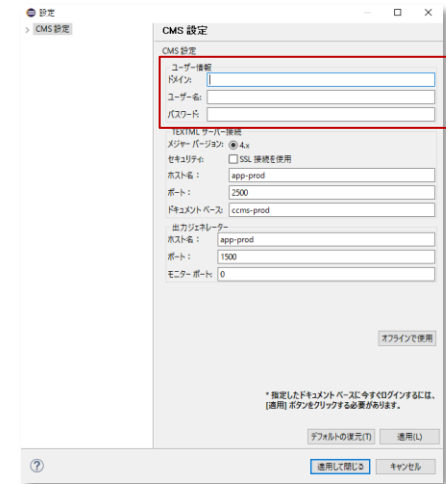 設定
CMS 設定
CMS 設定
CMS 設定
ユーザー情報
ドメイン:
ユーザー名:
パスワード:
TEXTML サーバー接続
メジャー バージョン: 4.x
セキュリティ: SSL 接続を使用
ホスト名： app-prod
ポート： 2500
ドキュメント ベース: ccms-prod
出力ジェネレーター
ホスト名： app-prod
ポート： 1500
モニター ポート: 0
オフラインで使用
* 指定したドキュメント ベースに今すぐログインするには、
[適用] ボタンをクリックする必要があります。
デフォルトの復元(T) 適用(L)
? 適用して閉じる キャンセル